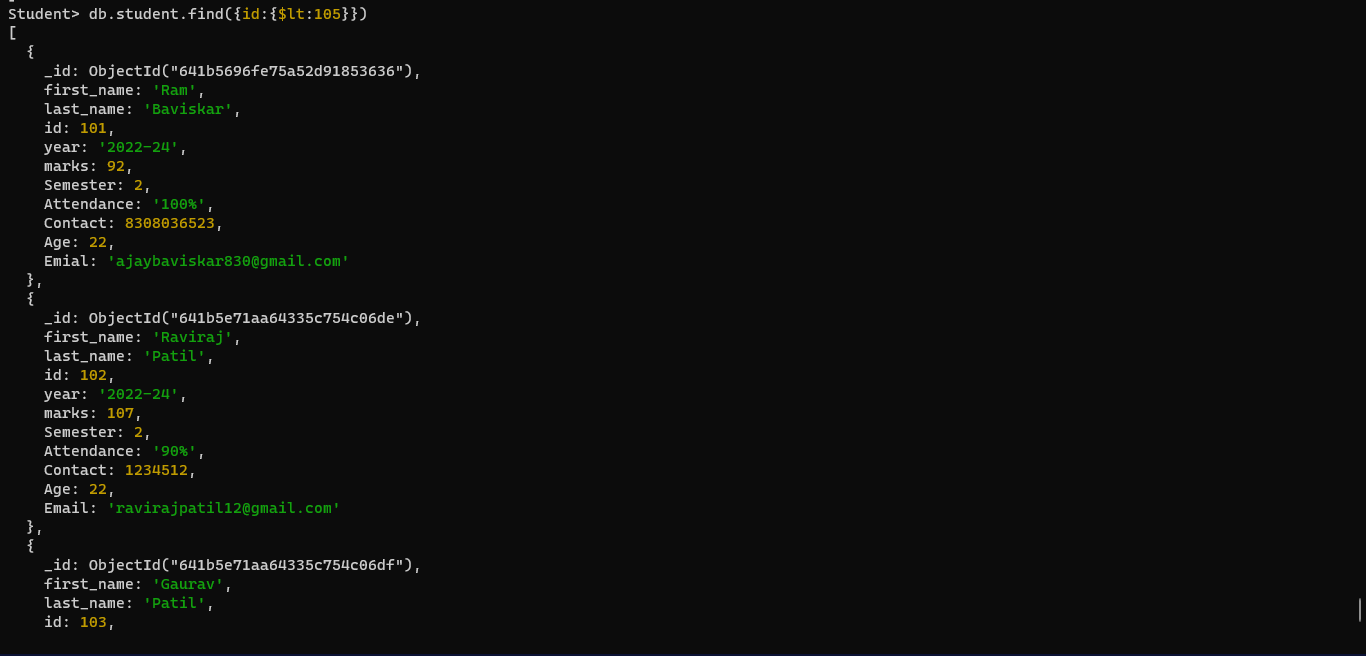 Student> db.student.find({id:{$lt:105}})
[
  {
    _id: ObjectId("641b5696fe75a52d91853636"),
    first_name: 'Ram',
    last_name: 'Baviskar',
    id: 101,
    year: '2022-24',
    marks: 92,
    Semester: 2,
    Attendance: '100%',
    Contact: 8308036523,
    Age: 22,
    Emial: 'ajaybaviskar830@gmail.com'
  },
  {
    _id: ObjectId("641b5e71aa64335c754c06de"),
    first_name: 'Raviraj',
    last_name: 'Patil',
    id: 102,
    year: '2022-24',
    marks: 107,
    Semester: 2,
    Attendance: '90%',
    Contact: 1234512,
    Age: 22,
    Email: 'ravirajpatil12@gmail.com'
  },
  {
    _id: ObjectId("641b5e71aa64335c754c06df"),
    first_name: 'Gaurav',
    last_name: 'Patil',
    id: 103,